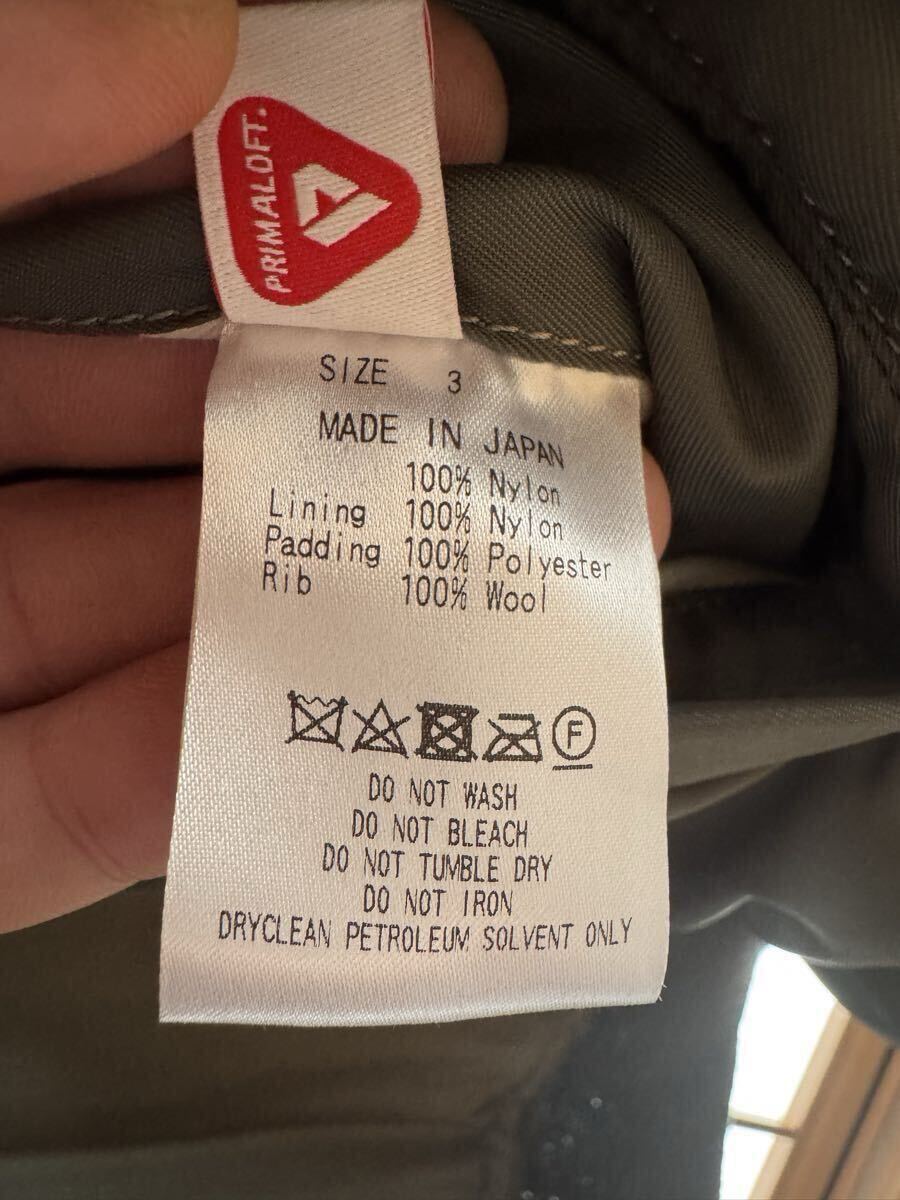 PRIMALOFT.
SIZE 3
MADE IN JAPAN
100% Nylon
Lining 100% Nylon
Padding 100% Polyester
Rib 100% Wool
F
DO NOT WASH
DO NOT BLEACH
DO NOT TUMBLE DRY
DO NOT IRON
DRYCLEAN PETROLEUM SOLVENT ONLY